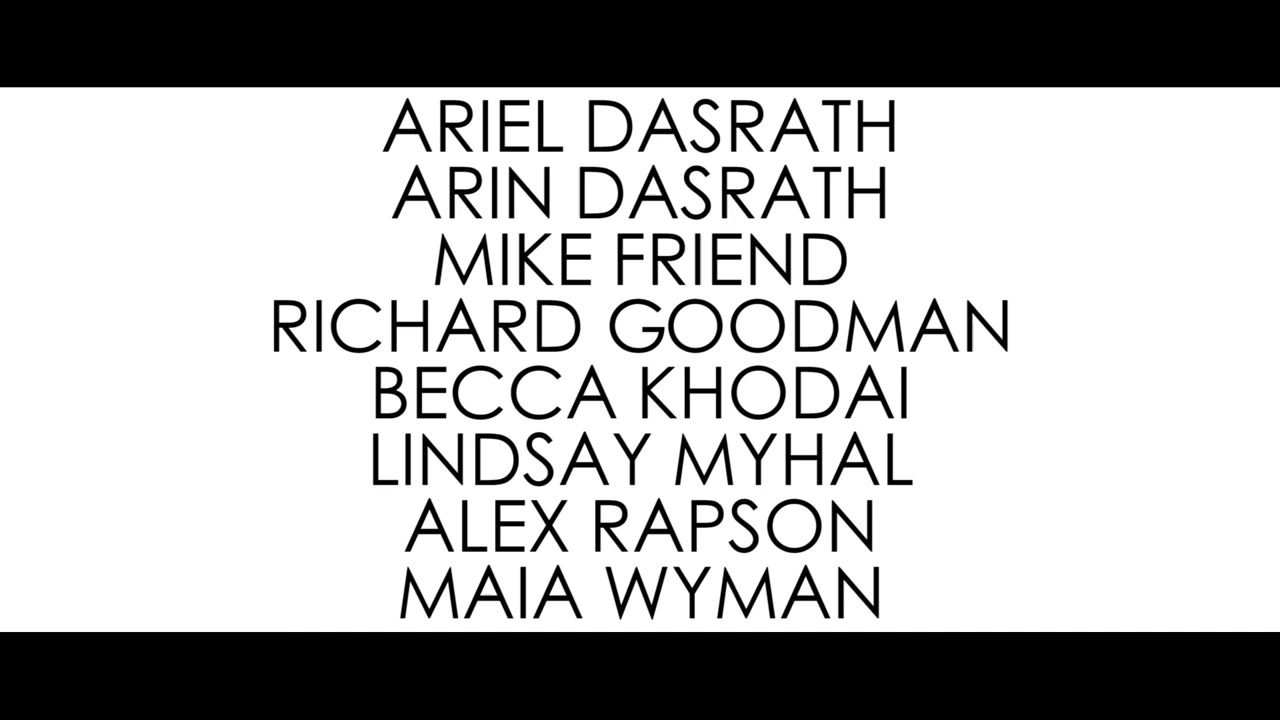 ARIEL DASRATH
ARIN DASRATH
MIKE FRIEND
RICHARD GOODMAN
BECCA KHODAI
LINDSAY MYHAL
ALEX RAPSON
MAIA WYMAN